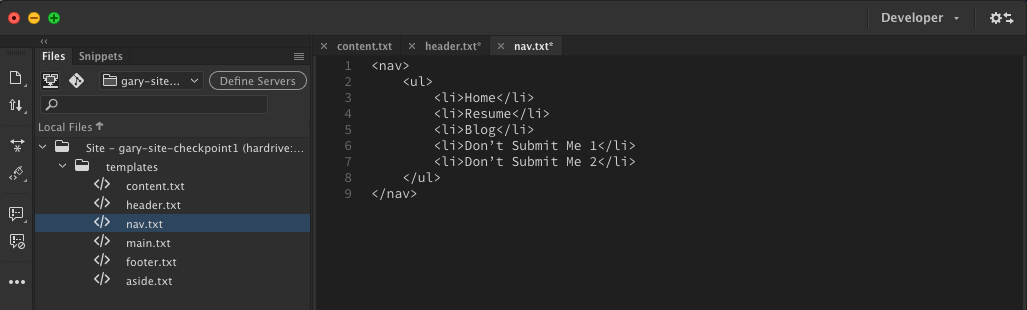 Developer
Files Snippets
gary-site... Define Servers
Local Files
Site - gary-site-checkpoint1 (hardrive:...
templates
content.txt
header.txt
nav.txt
main.txt
footer.txt
aside.txt
content.txt header.txt* nav.txt*
1 <nav>
2 <ul>
3 <li>Home</li>
4 <li>Resume</li>
5 <li>Blog</li>
6 <li>Don’t Submit Me 1</li>
7 <li>Don’t Submit Me 2</li>
8 </ul>
9 </nav>